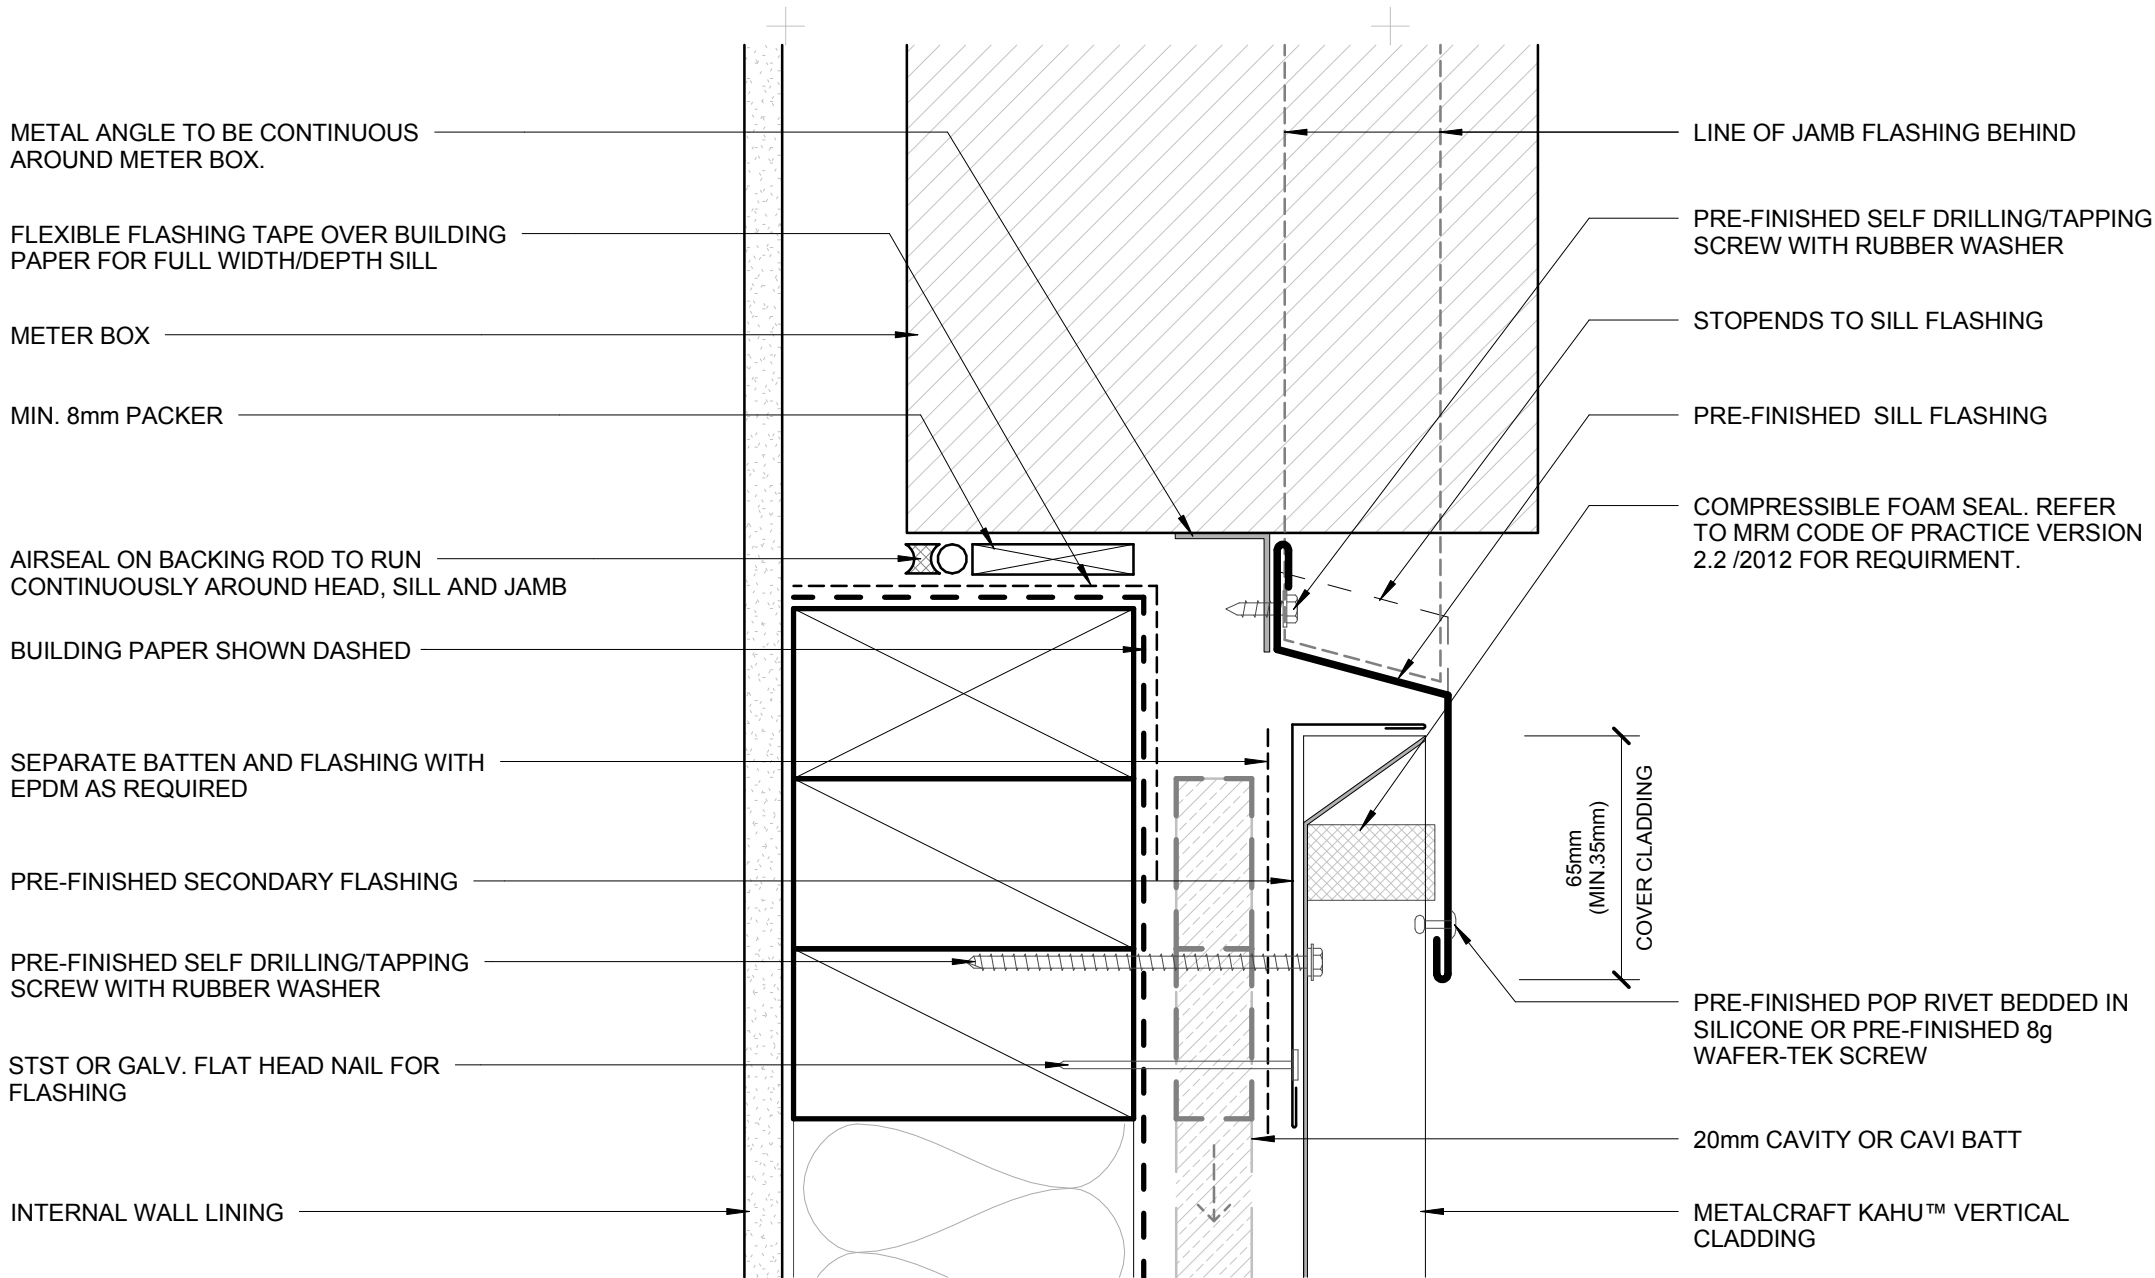 METAL ANGLE TO BE CONTINUOUS
AROUND METER BOX.
FLEXIBLE FLASHING TAPE OVER BUILDING
PAPER FOR FULL WIDTH/DEPTH SILL
METER BOX
MIN. 8mm PACKER
AIRSEAL ON BACKING ROD TO RUN
CONTINUOUSLY AROUND HEAD, SILL AND JAMB
BUILDING PAPER SHOWN DASHED
SEPARATE BATTEN AND FLASHING WITH
EPDM AS REQUIRED
PRE-FINISHED SECONDARY FLASHING
PRE-FINISHED SELF DRILLING/TAPPING
SCREW WITH RUBBER WASHER
STST OR GALV. FLAT HEAD NAIL FOR
FLASHING
INTERNAL WALL LINING
LINE OF JAMB FLASHING BEHIND
PRE-FINISHED SELF DRILLING/TAPPING
SCREW WITH RUBBER WASHER
STOPENDS TO SILL FLASHING
PRE-FINISHED SILL FLASHING
COMPRESSIBLE FOAM SEAL. REFER
TO MRM CODE OF PRACTICE VERSION
2.2 /2012 FOR REQUIRMENT.
65mm
(MIN.35mm)
COVER CLADDING
PRE-FINISHED POP RIVET BEDDED IN
SILICONE OR PRE-FINISHED 8g
WAFER-TEK SCREW
20mm CAVITY OR CAVI BATT
METALCRAFT KAHU™ VERTICAL
CLADDING